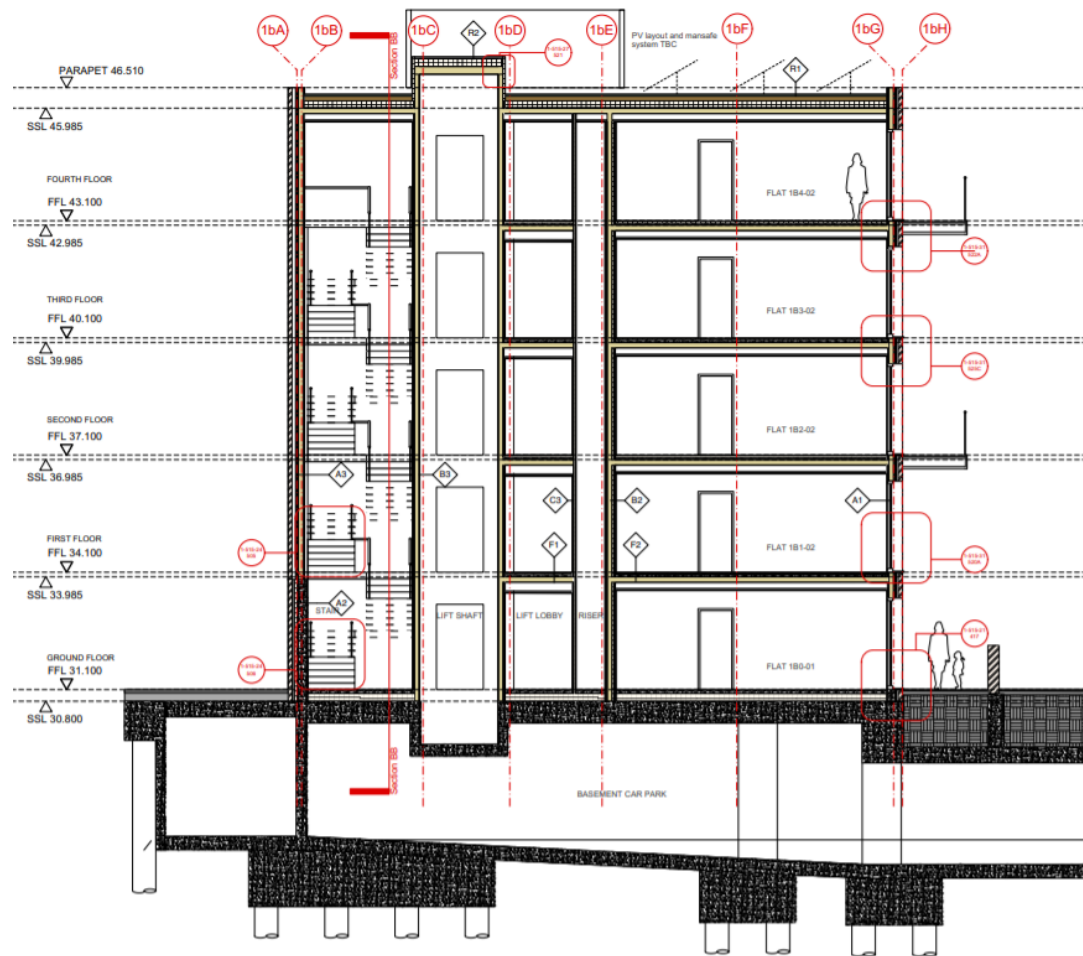 1bA
1bB
1bC
1bD
1bE
1bF
1bG
1bH
R2
Section BB
PV layout and mansafe
system TBC
R1
PARAPET 46.510
SSL 45.985
FOURTH FLOOR
FFL 43.100
FLAT 1B4-02
SSL 42.985
THIRD FLOOR
FFL 40.100
FLAT 1B3-02
SSL 39.985
SECOND FLOOR
FFL 37.100
FLAT 1B2-02
SSL 36.985
A3
B3
C3
B2
A1
FIRST FLOOR
FFL 34.100
F1
F2
FLAT 1B1-02
SSL 33.985
A2
STAIR
LIFT SHAFT
LIFT LOBBY
RISER
GROUND FLOOR
FFL 31.100
FLAT 1B0-01
SSL 30.800
Section BB
BASEMENT CAR PARK